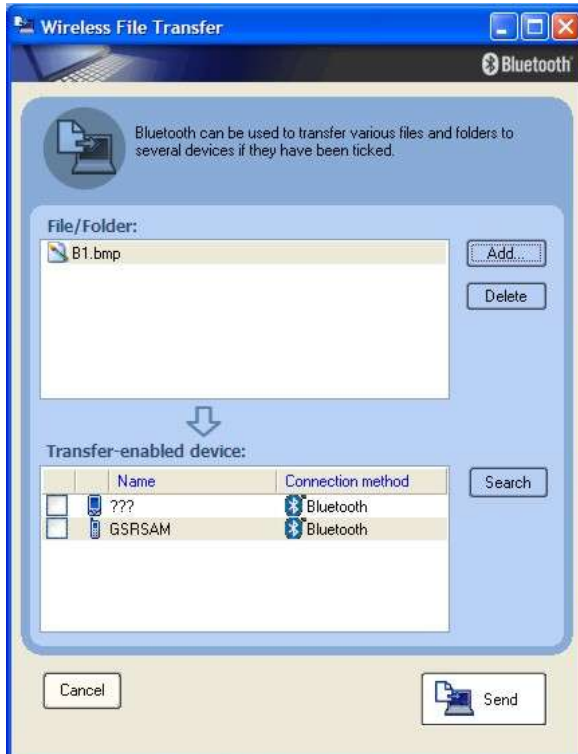 Wireless File Transfer
Bluetooth
Bluetooth can be used to transfer various files and folders to
several devices if they have been ticked.
File/Folder:
B1.bmp
Add...
Delete
Transfer-enabled device:
Name Connection method
Search
??? Bluetooth
GSRSAM Bluetooth
Cancel
Send